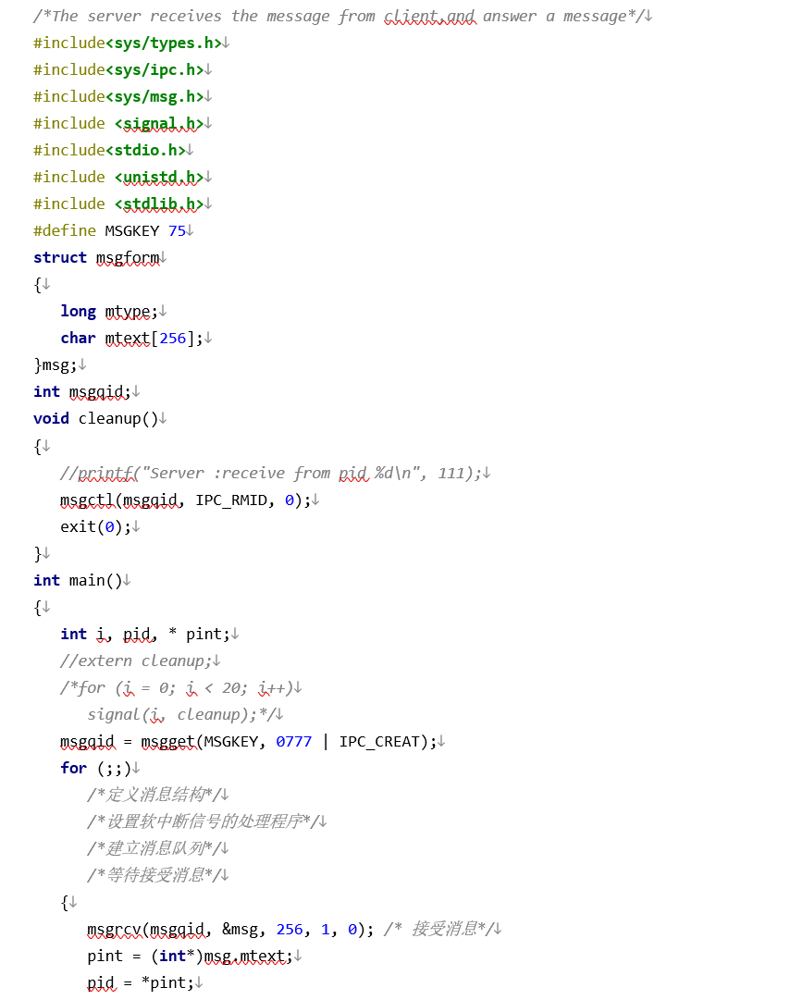 /*The server receives the message from client,and answer a message*/↓
#include<sys/types.h>↓
#include<sys/ipc.h>↓
#include<sys/msg.h>↓
#include <signal.h>↓
#include<stdio.h>↓
#include <unistd.h>↓
#include <stdlib.h>↓
#define MSGKEY 75↓
struct msgform↓
{↓
long mtype;↓
char mtext[256];↓
}msg;↓
int msgqid;↓
void cleanup()↓
{↓
//printf("Server :receive from pid %d\n", 111);↓
msgctl(msgqid, IPC_RMID, 0);↓
exit(0);↓
}↓
int main()↓
{↓
int i, pid, * pint;↓
//extern cleanup;↓
/*for (i = 0; i < 20; i++)↓
signal(i, cleanup);*/↓
msgqid = msgget(MSGKEY, 0777 | IPC_CREAT);↓
for (;;)↓
/*定义消息结构*/↓
/*设置软中断信号的处理程序*/↓
/*建立消息队列*/↓
/*等待接受消息*/↓
{↓
msgrcv(msgqid, &msg, 256, 1, 0); /* 接受消息*/↓
pint = (int*)msg.mtext;↓
pid = *pint;↓